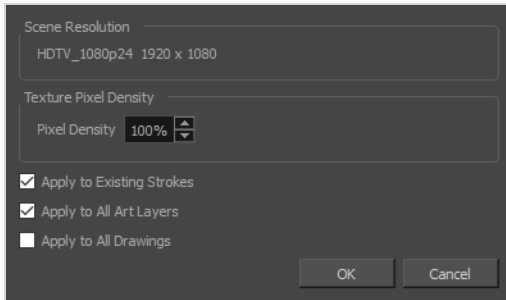 Scene Resolution
HDTV_1080p24 1920 x 1080
Texture Pixel Density
Pixel Density 100%
Apply to Existing Strokes
Apply to All Art Layers
Apply to All Drawings
OK Cancel